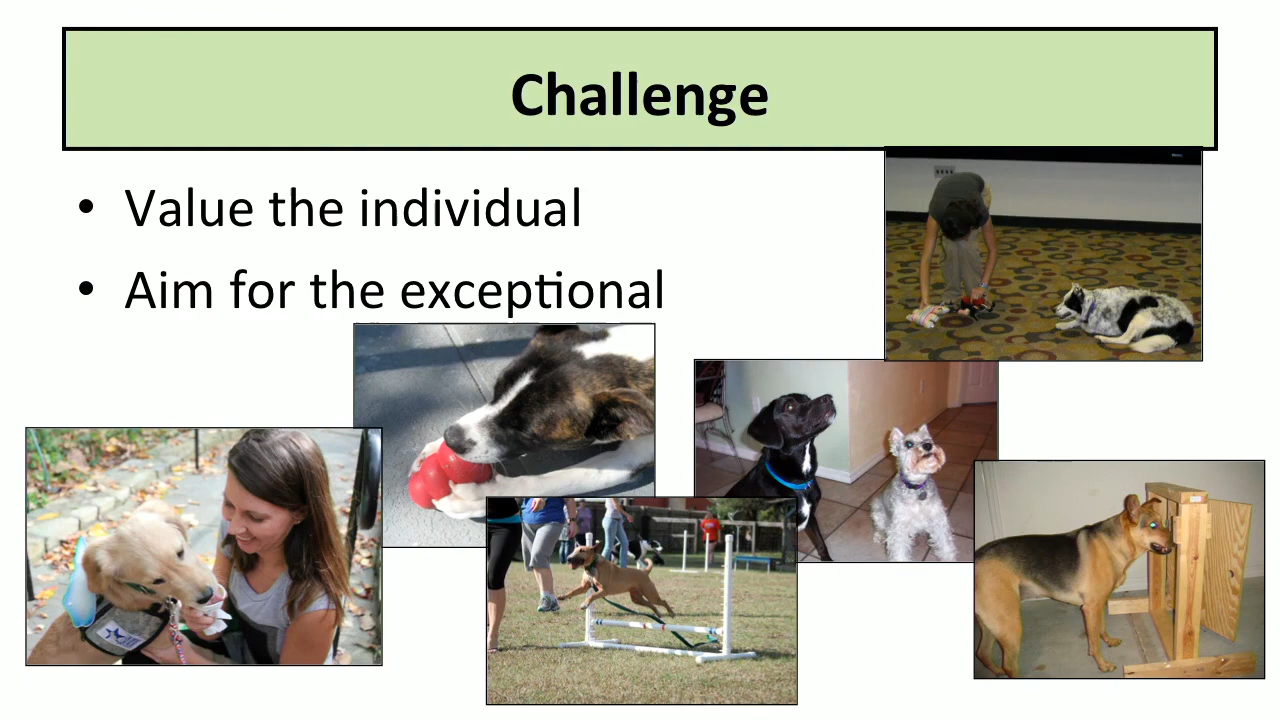 Challenge
• Value the individual
• Aim for the exceptional